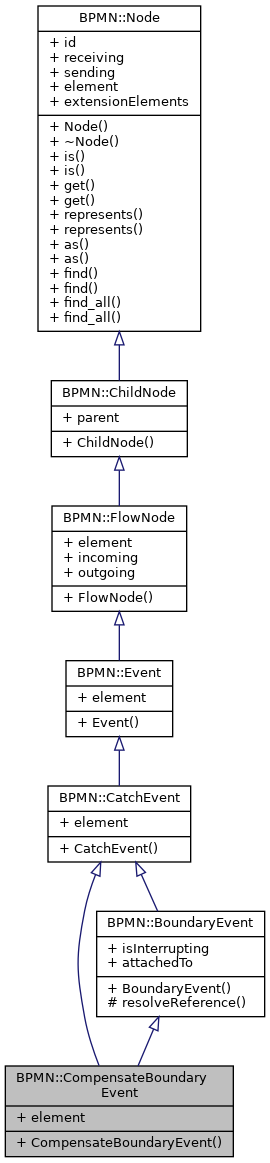 BPMN::Node
+ id
+ receiving
+ sending
+ element
+ extensionElements
+ Node()
+ ~Node()
+ is()
+ is()
+ get()
+ get()
+ represents()
+ represents()
+ as()
+ as()
+ find()
+ find()
+ find_all()
+ find_all()
BPMN::ChildNode
+ parent
+ ChildNode()
BPMN::FlowNode
+ element
+ incoming
+ outgoing
+ FlowNode()
BPMN::Event
+ element
+ Event()
BPMN::CatchEvent
+ element
+ CatchEvent()
BPMN::BoundaryEvent
+ isInterrupting
+ attachedTo
+ BoundaryEvent()
# resolveReference()
BPMN::CompensateBoundary
Event
+ element
+ CompensateBoundaryEvent()